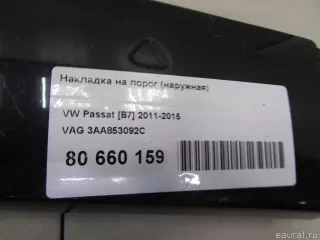 Накладка на порог (наружная)
VW Passat [B7] 2011-2015
VAG 3AA853092C
80 660 159
eaural.ru